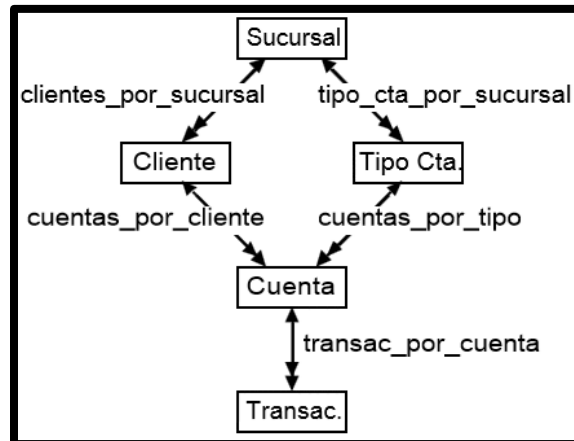 Sucursal
clientes_por_sucursal
tipo_cta_por_sucursal
Cliente
Tipo Cta.
cuentas_por_cliente
cuentas_por_tipo
Cuenta
transac_por_cuenta
Transac.